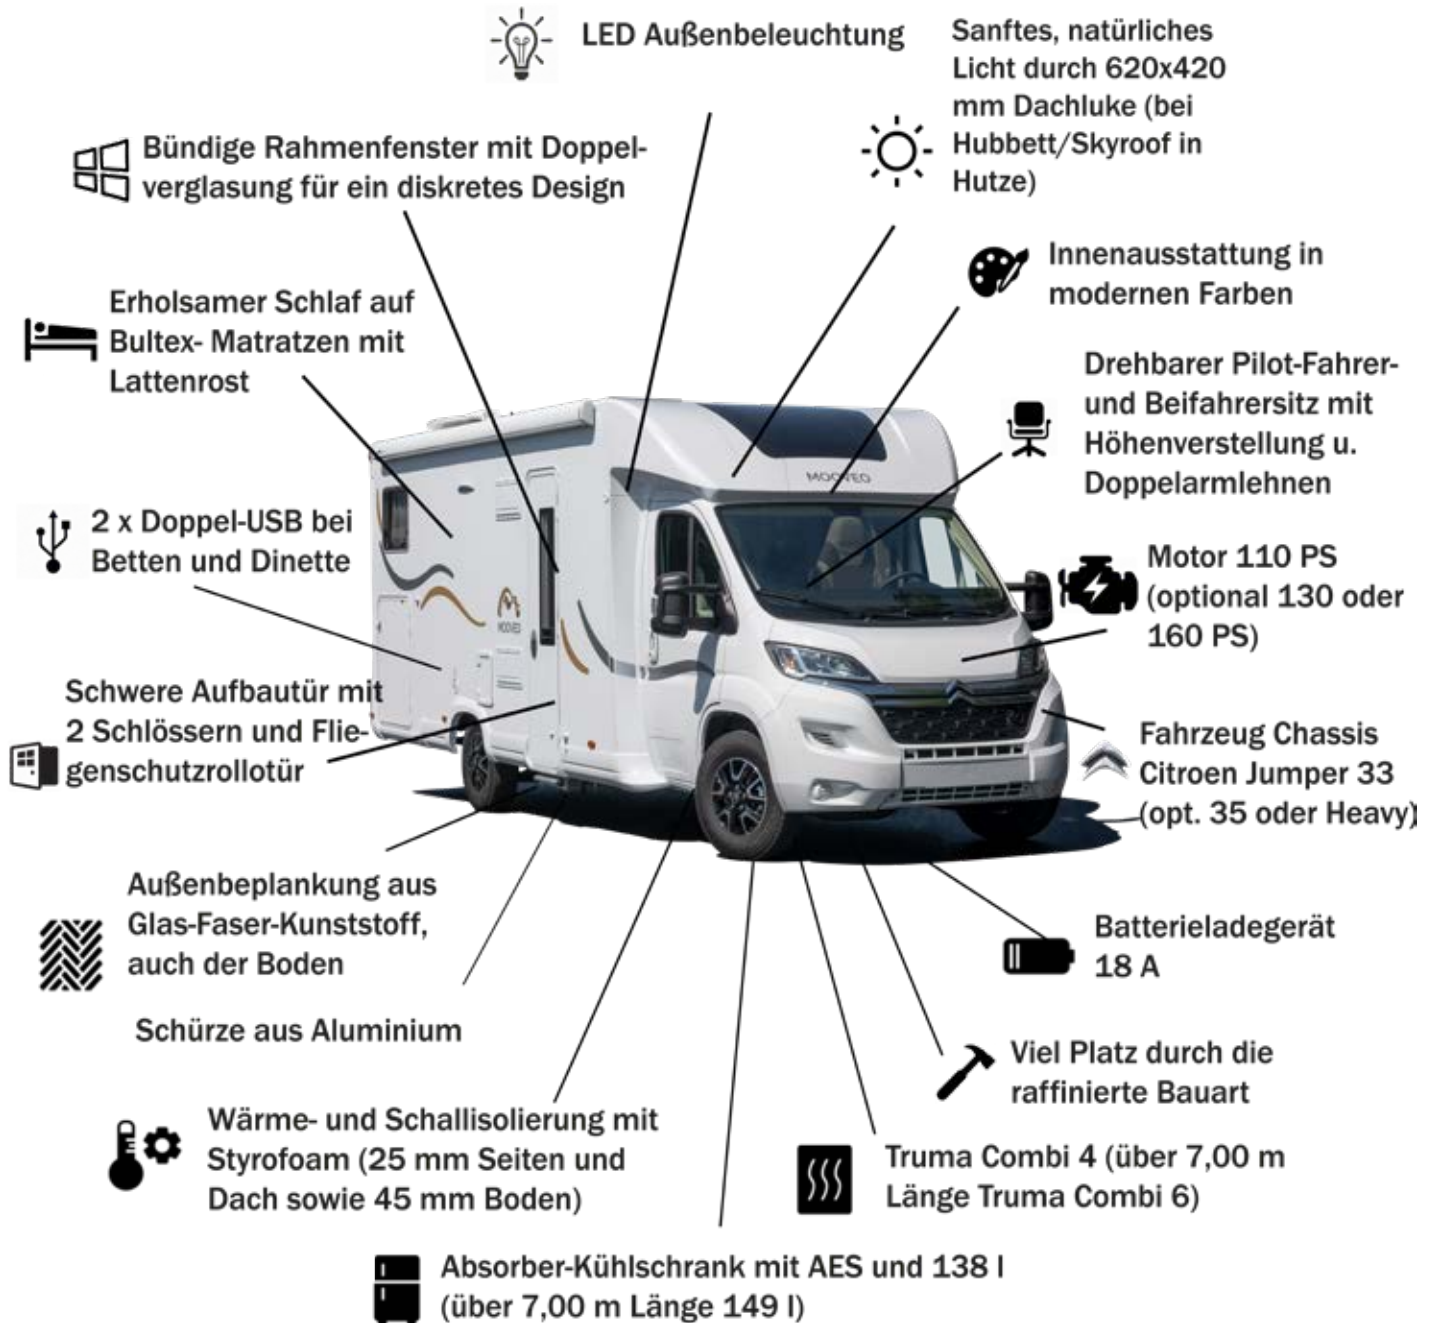 LED Außenbeleuchtung
Sanftes, natürliches
Licht durch 620x420
mm Dachluke (bei
Hubbett/Skyroof in
Hutze)
Bündige Rahmenfenster mit Doppel-
verglasung für ein diskretes Design
Innenausstattung in
modernen Farben
Erholsamer Schlaf auf
Bultex- Matratzen mit
Lattenrost
Drehbarer Pilot-Fahrer-
und Beifahrersitz mit
Höhenverstellung u.
Doppelarmlehnen
MOOVEO
2 x Doppel-USB bei
Betten und Dinette
Motor 110 PS
(optional 130 oder
160 PS)
MOOVEO
Schwere Aufbautür mit
2 Schlössern und Flie-
genschutzrollotür
Fahrzeug Chassis
Citroen Jumper 33
(opt. 35 oder Heavy)
Außenbeplankung aus
Glas-Faser-Kunststoff,
auch der Boden
Batterieladegerät
18 A
Schürze aus Aluminium
Viel Platz durch die
raffinierte Bauart
Wärme- und Schallisolierung mit
Styrofoam (25 mm Seiten und
Dach sowie 45 mm Boden)
Truma Combi 4 (über 7,00 m
Länge Truma Combi 6)
Absorber-Kühlschrank mit AES und 138 l
(über 7,00 m Länge 149 l)